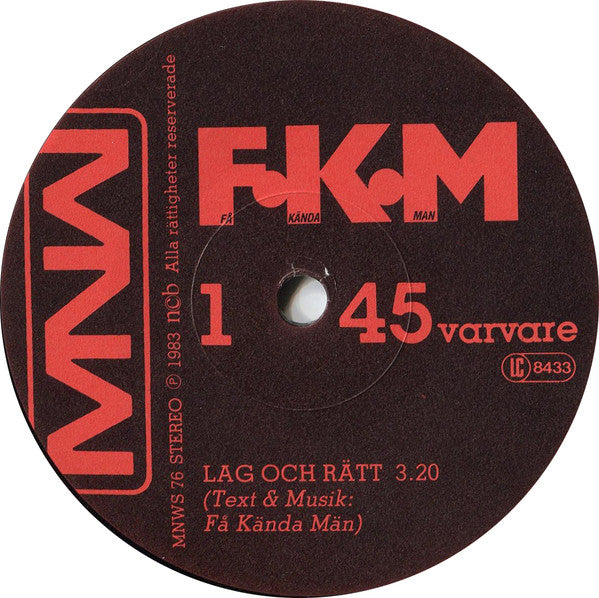 MNW
MNWS 76 STEREO ℗ 1983 ncb Alla rättigheter reserverade
F.K.M
FÅ KÄNDA MAN
1 45 varvare
LC 8433
LAG OCH RÄTT 3.20
(Text & Musik:
Få Kända Män)